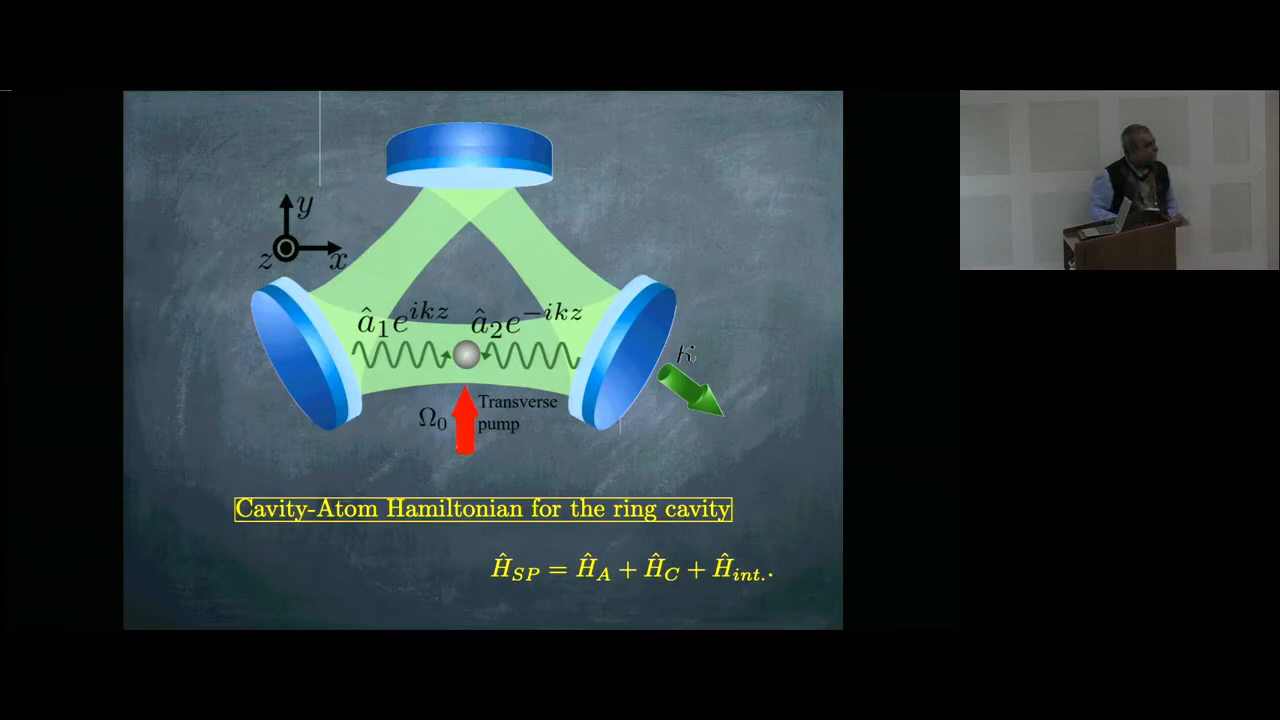 y
z x
â₁e^{ikz} â₂e^{-ikz}
κ
Ω₀ Transverse
pump
Cavity-Atom Hamiltonian for the ring cavity
Ĥ_{SP} = Ĥ_A + Ĥ_C + Ĥ_{int.}.